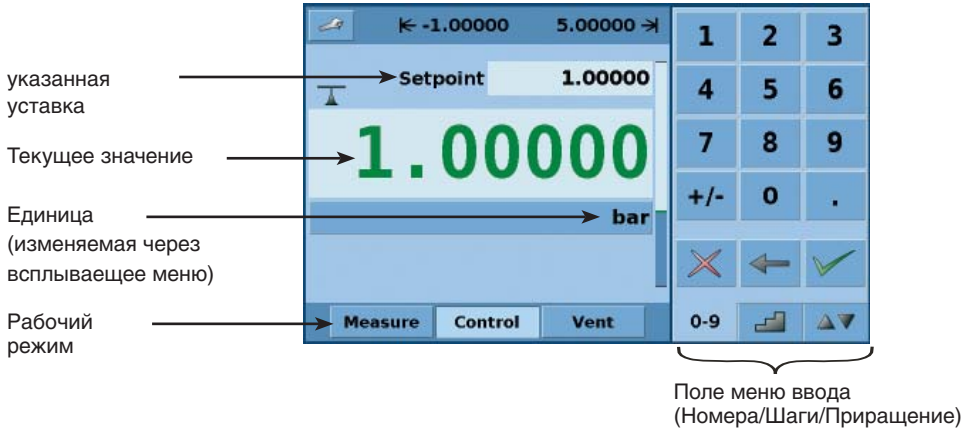 -1.00000 5.00000
указанная
уставка
Setpoint 1.00000
Текущее значение
1.00000
Единица
(изменяемая через
всплываещее меню)
bar
Рабочий
режим
Measure Control Vent
1 2 3
4 5 6
7 8 9
+/- 0 .
0-9
Поле меню ввода
(Номера/Шаги/Приращение)